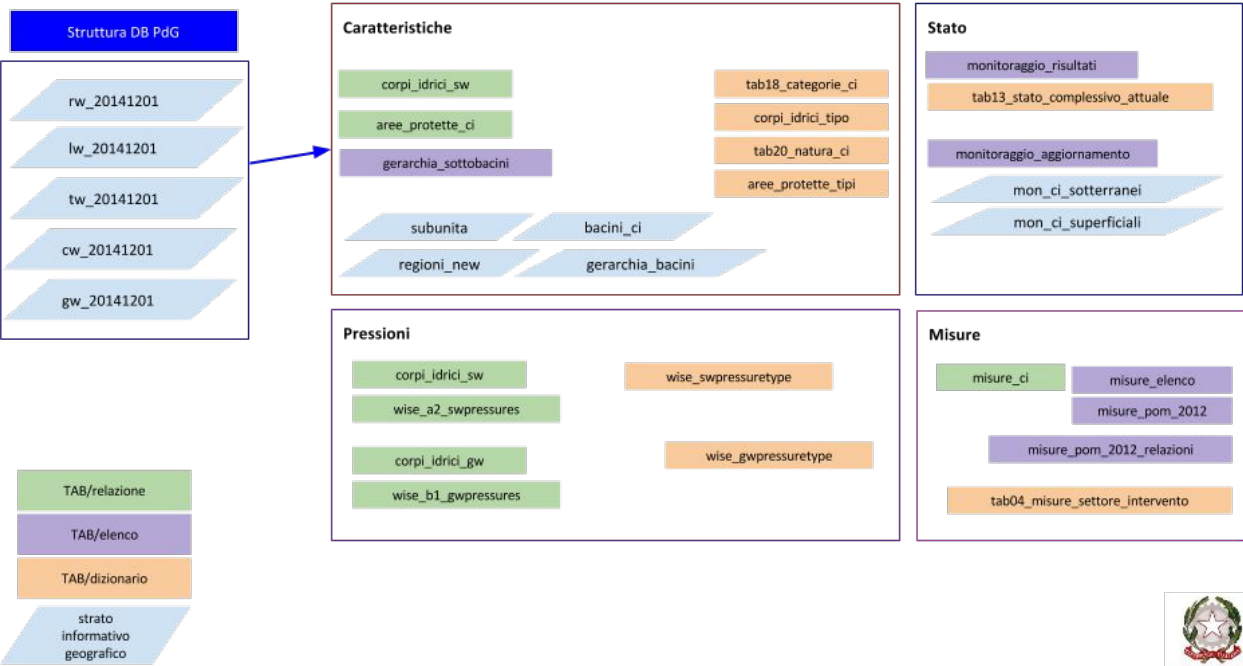 Struttura DB PdG
rw_20141201
lw_20141201
tw_20141201
cw_20141201
gw_20141201
Caratteristiche
corpi_idrici_sw
aree_protette_ci
gerarchia_sottobacini
tab18_categorie_ci
corpi_idrici_tipo
tab20_natura_ci
aree_protette_tipi
subunita
bacini_ci
regioni_new
gerarchia_bacini
Stato
monitoraggio_risultati
tab13_stato_complessivo_attuale
monitoraggio_aggiornamento
mon_ci_sotterranei
mon_ci_superficiali
Pressioni
corpi_idrici_sw
wise_a2_swpressures
corpi_idrici_gw
wise_b1_gwpressures
wise_swpressuretype
wise_gwpressuretype
Misure
misure_ci
misure_elenco
misure_pom_2012
misure_pom_2012_relazioni
tab04_misure_settore_intervento
TAB/relazione
TAB/elenco
TAB/dizionario
strato
informativo
geografico